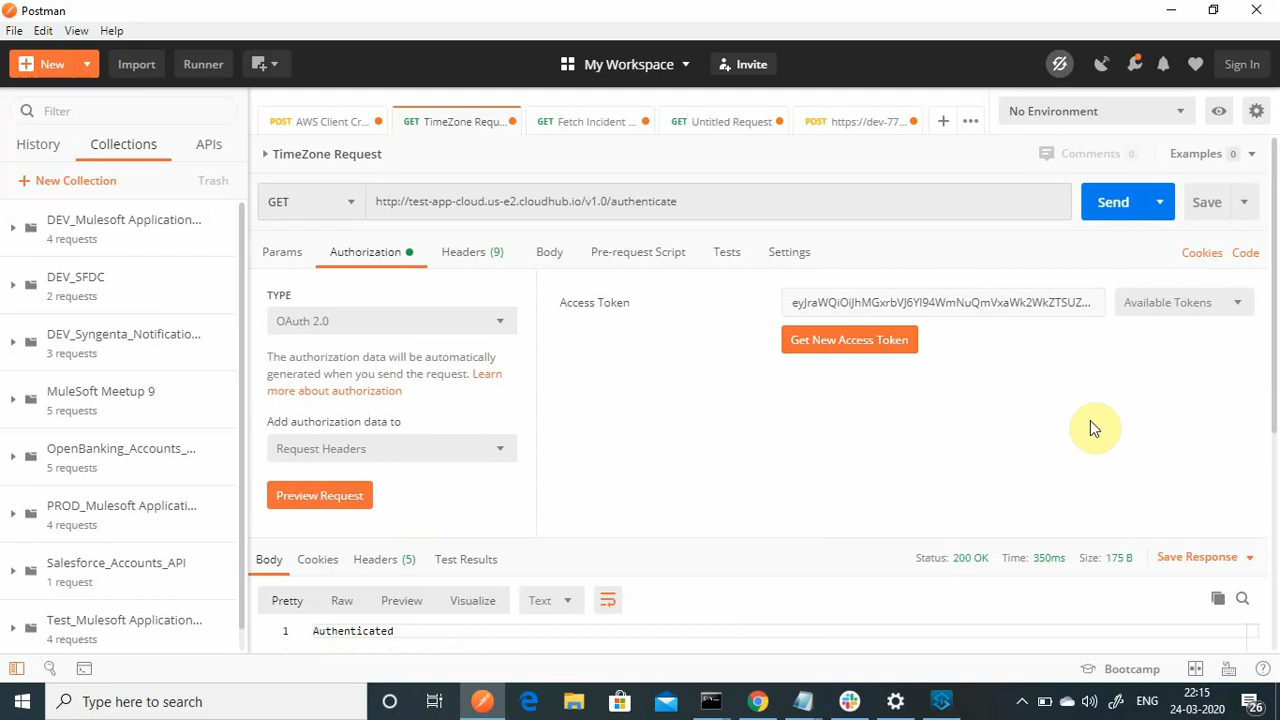 Postman
File Edit View Help
New Import Runner My Workspace Invite Sign In
Filter
History Collections APIs
New Collection Trash
DEV_Mulesoft Application...
4 requests
DEV_SFDC
2 requests
DEV_Syngenta_Notificatio...
3 requests
MuleSoft Meetup 9
5 requests
OpenBanking_Accounts_...
5 requests
PROD_Mulesoft Applicati...
4 requests
Salesforce_Accounts_API
1 request
Test_Mulesoft Application...
4 requests
POST AWS Client Cr... GET TimeZone Requ... GET Fetch Incident ... GET Untitled Request POST https://dev-77... No Environment
TimeZone Request Comments 0 Examples 0
GET http://test-app-cloud.us-e2.cloudhub.io/v1.0/authenticate Send Save
Params Authorization Headers (9) Body Pre-request Script Tests Settings Cookies Code
TYPE
OAuth 2.0
The authorization data will be automatically
generated when you send the request. Learn
more about authorization
Add authorization data to
Request Headers
Preview Request
Access Token Available Tokens
Get New Access Token
Body Cookies Headers (5) Test Results Status: 200 OK Time: 350ms Size: 175 B Save Response
Pretty Raw Preview Visualize Text
1 Authenticated
Bootcamp
Type here to search ENG 22:15
24-03-2020 26